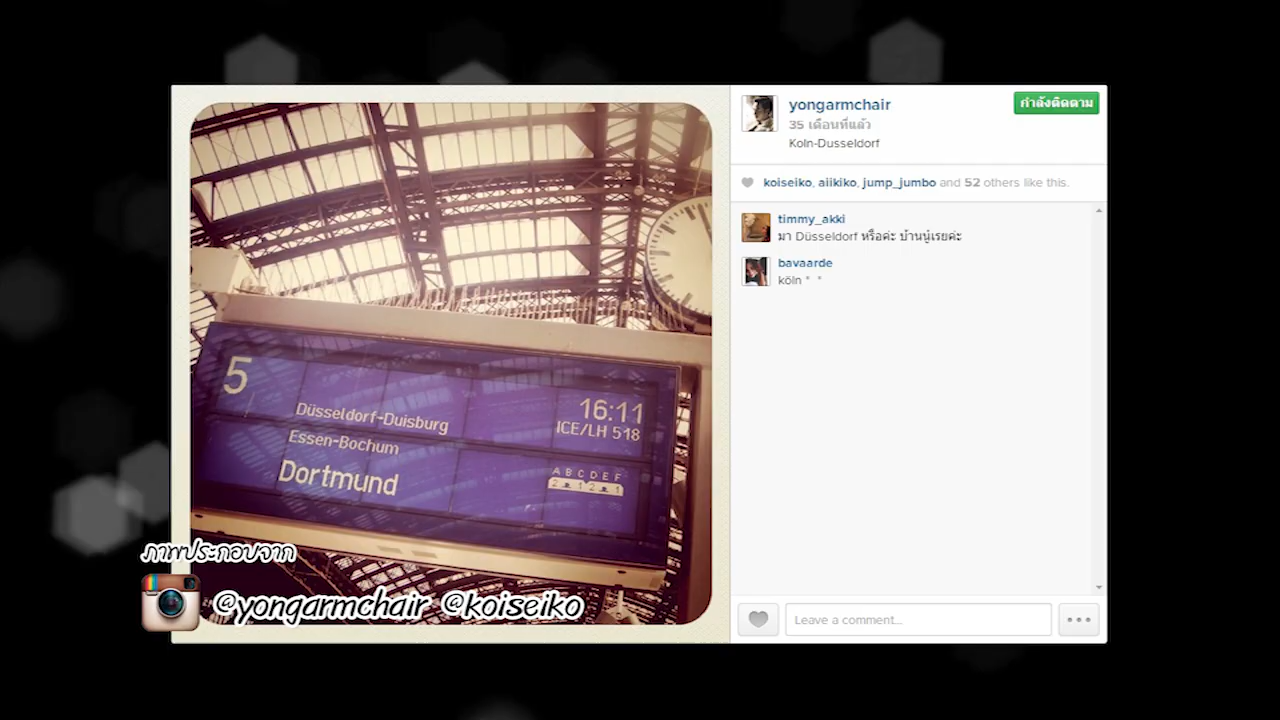 yongarmchair
กำลังติดตาม
35 เดือนที่แล้ว
Koln-Dusseldorf
koiseiko, aiikiko, jump_jumbo and 52 others like this.
timmy_akki
มา Düsseldorf หรือค่ะ บ้านนู๋เรยค่ะ
bavaarde
köln ° °
Leave a comment...
5
Düsseldorf-Duisburg
Essen-Bochum
Dortmund
16:11
ICE/LH 518
A B C D E F
2 1 2 1
ภาพประกอบจาก
@yongarmchair @koiseiko